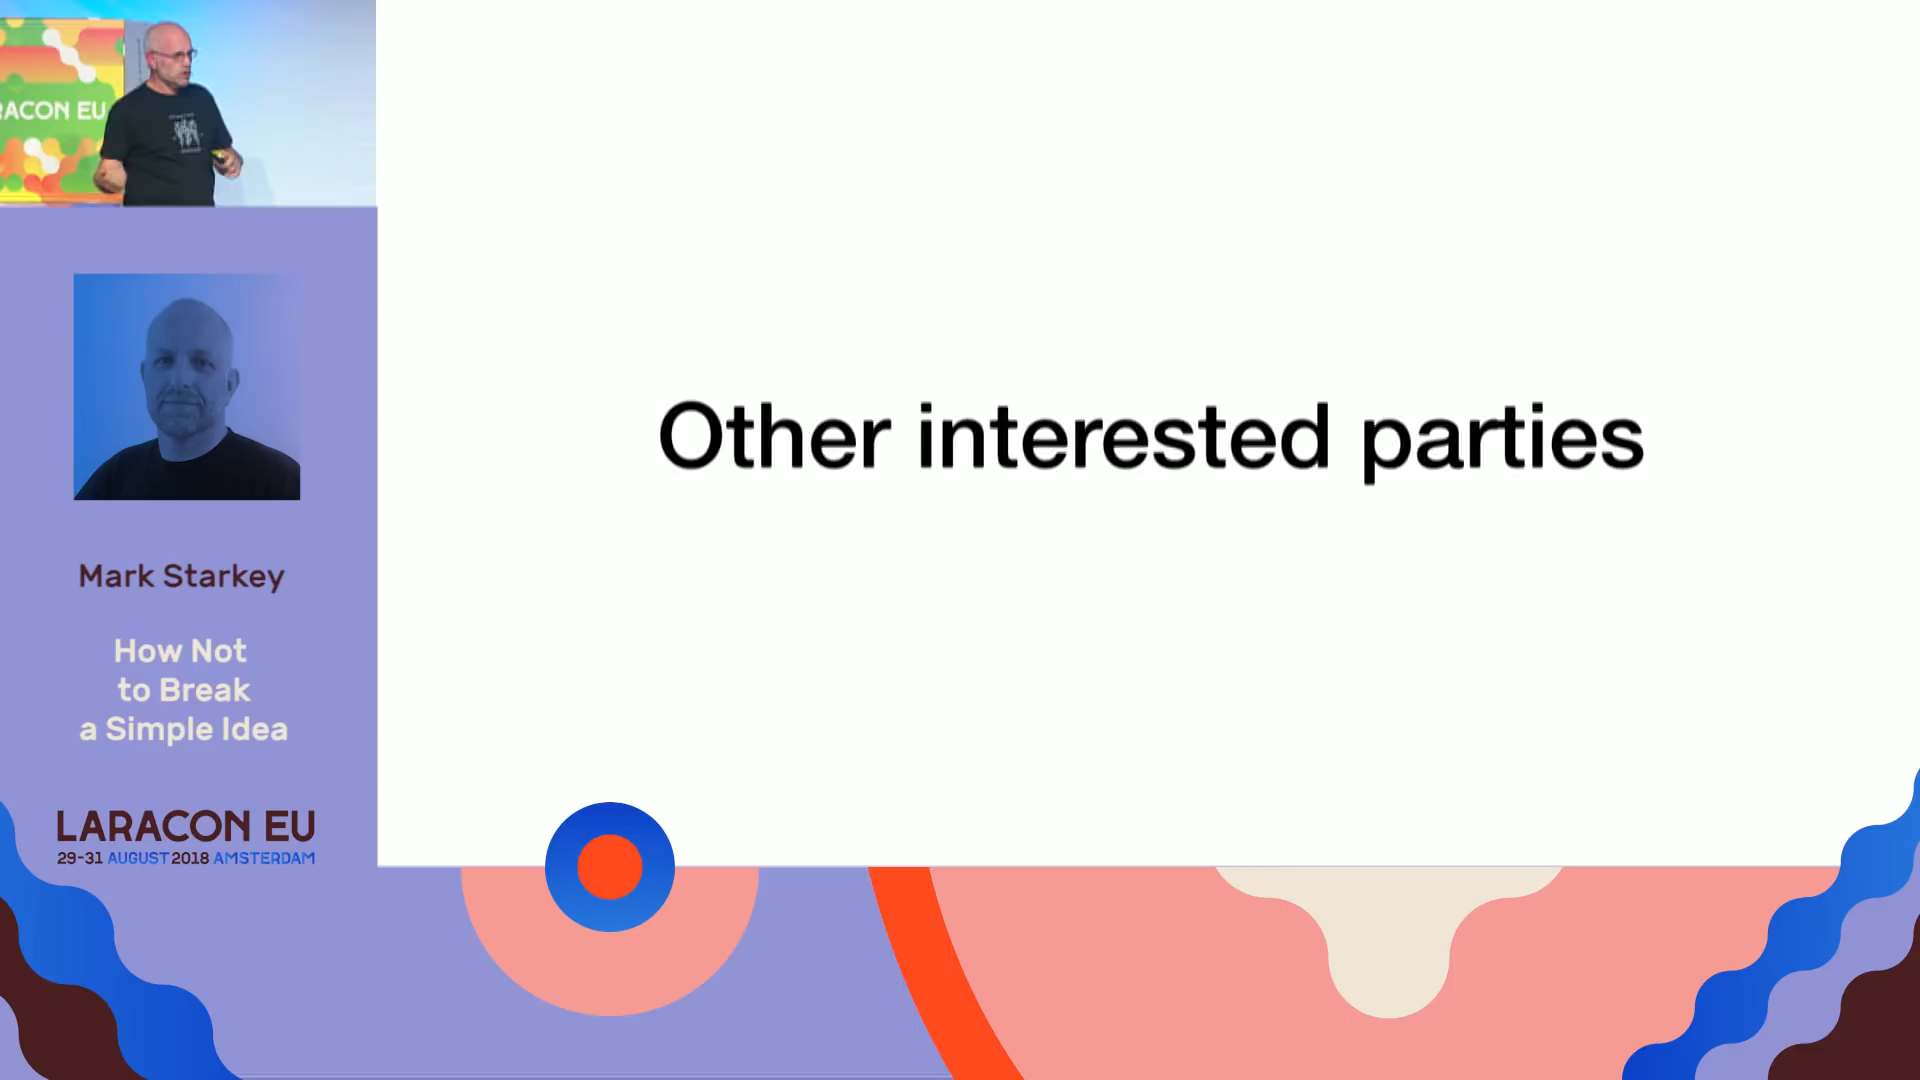 RACON EU
Other interested parties
Mark Starkey
How Not
to Break
a Simple Idea
LARACON EU
29-31 AUGUST 2018 AMSTERDAM